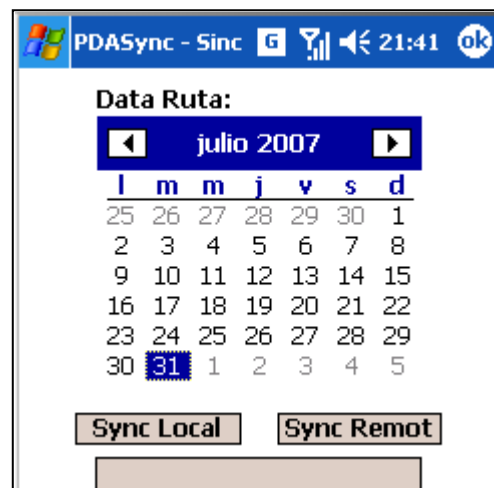 PDASync - Sinc G 21:41 ok
Data Ruta:
julio 2007
l m m j v s d
25 26 27 28 29 30 1
2 3 4 5 6 7 8
9 10 11 12 13 14 15
16 17 18 19 20 21 22
23 24 25 26 27 28 29
30 31 1 2 3 4 5
Sync Local Sync Remot